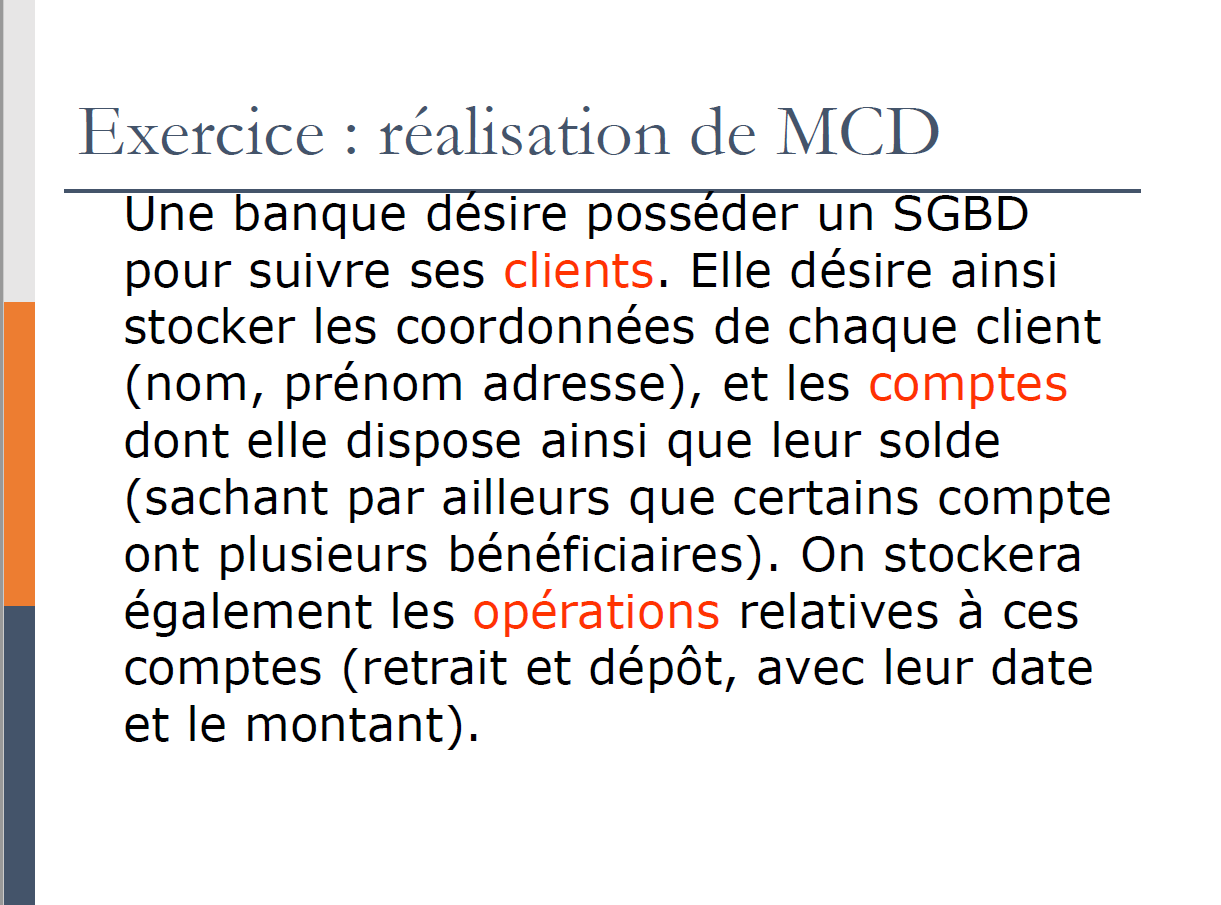 Exercice : réalisation de MCD
Une banque désire posséder un SGBD
pour suivre ses clients. Elle désire ainsi
stocker les coordonnées de chaque client
(nom, prénom adresse), et les comptes
dont elle dispose ainsi que leur solde
(sachant par ailleurs que certains compte
ont plusieurs bénéficiaires). On stockera
également les opérations relatives à ces
comptes (retrait et dépôt, avec leur date
et le montant).